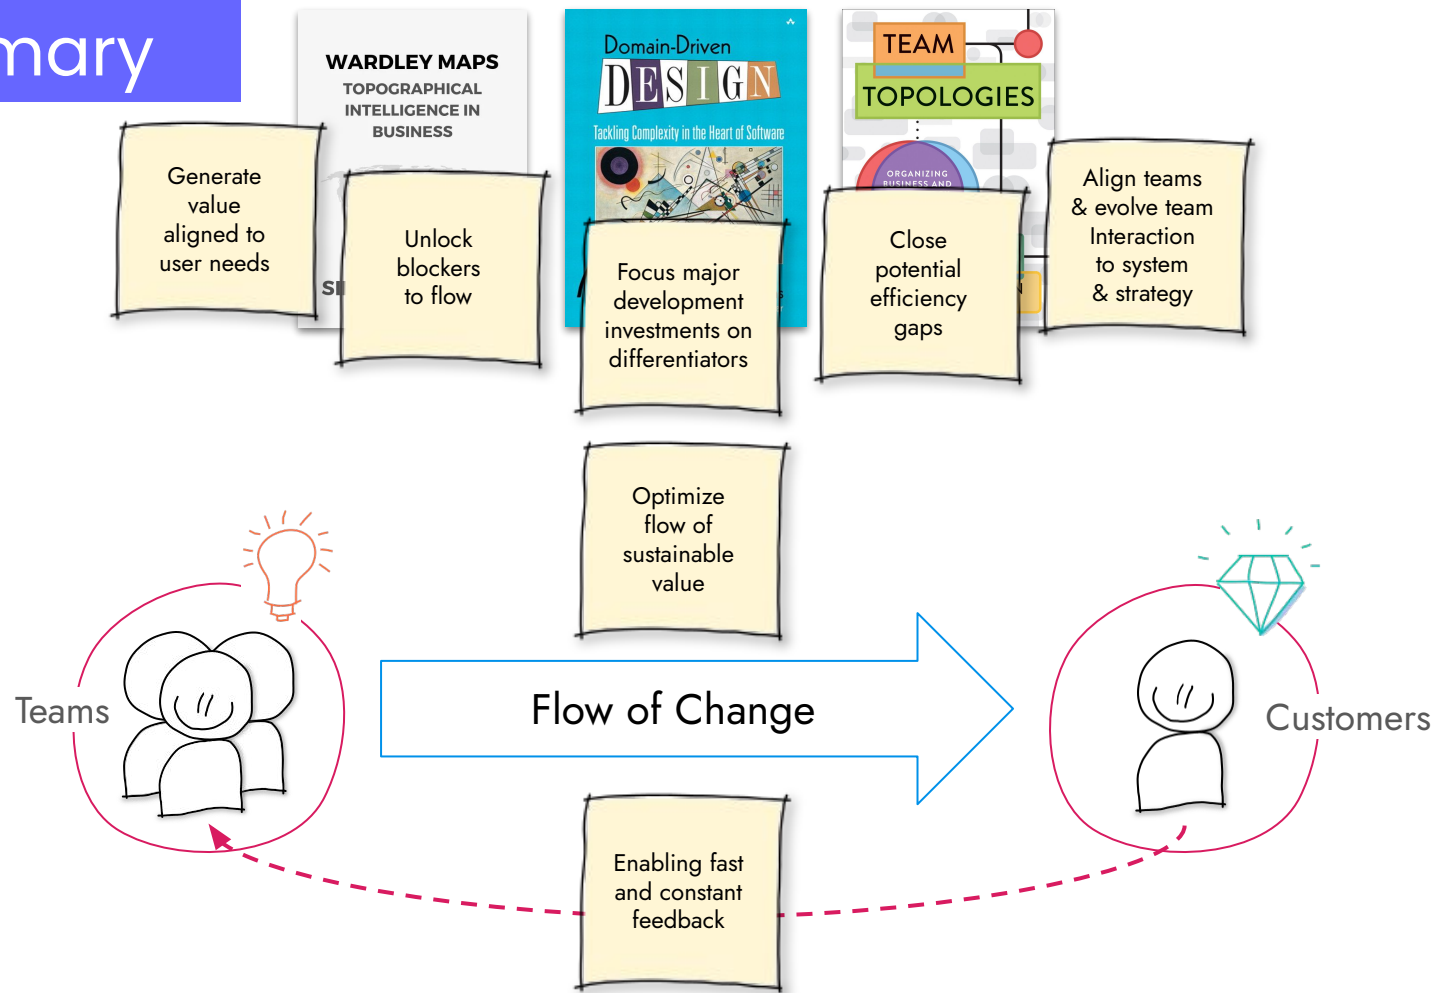 mary
WARDLEY MAPS
TOPOGRAPHICAL
INTELLIGENCE IN
BUSINESS
Domain-Driven
DESIGN
Tackling Complexity in the Heart of Software
TEAM
TOPOLOGIES
ORGANIZING
BUSINESS AND
Generate
value
aligned to
user needs
Unlock
blockers
to flow
Focus major
development
investments on
differentiators
Close
potential
efficiency
gaps
Align teams
& evolve team
Interaction
to system
& strategy
Optimize
flow of
sustainable
value
Teams
Flow of Change
Customers
Enabling fast
and constant
feedback